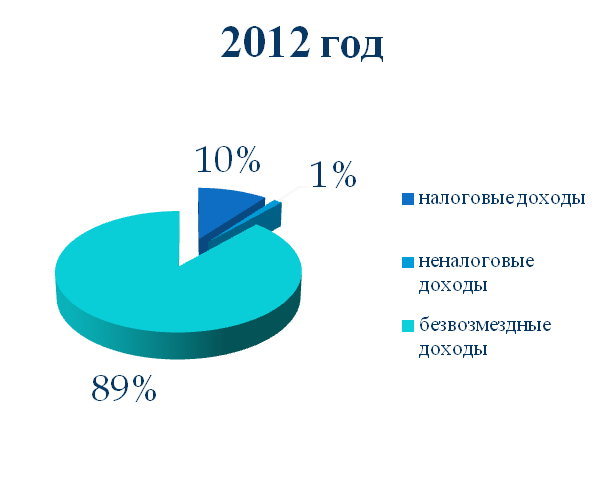 2012 год
10%
1%
89%
налоговые доходы
неналоговые
доходы
безвозмездные
доходы